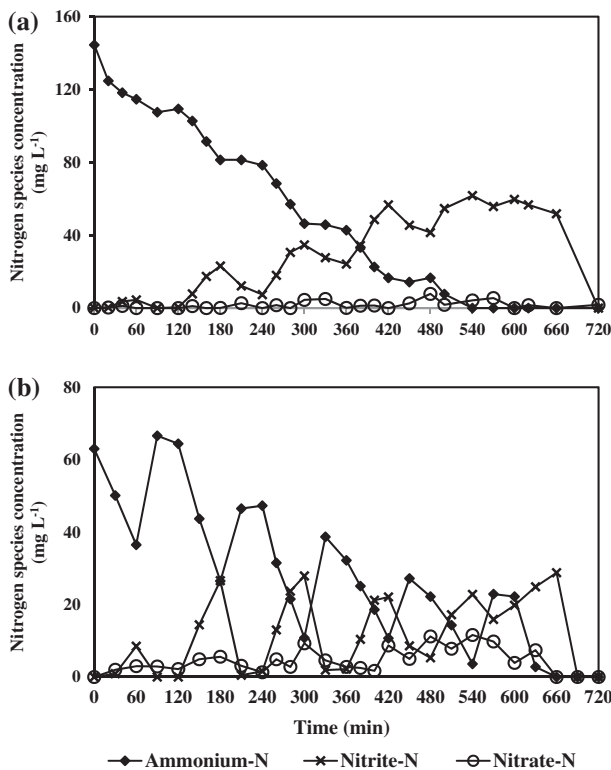 (a)
Nitrogen species concentration
(mg L-1)
160
120
80
40
0
0 60 120 180 240 300 360 420 480 540 600 660 720
(b)
Nitrogen species concentration
(mg L-1)
80
60
40
20
0
0 60 120 180 240 300 360 420 480 540 600 660 720
Time (min)
Ammonium-N Nitrite-N Nitrate-N